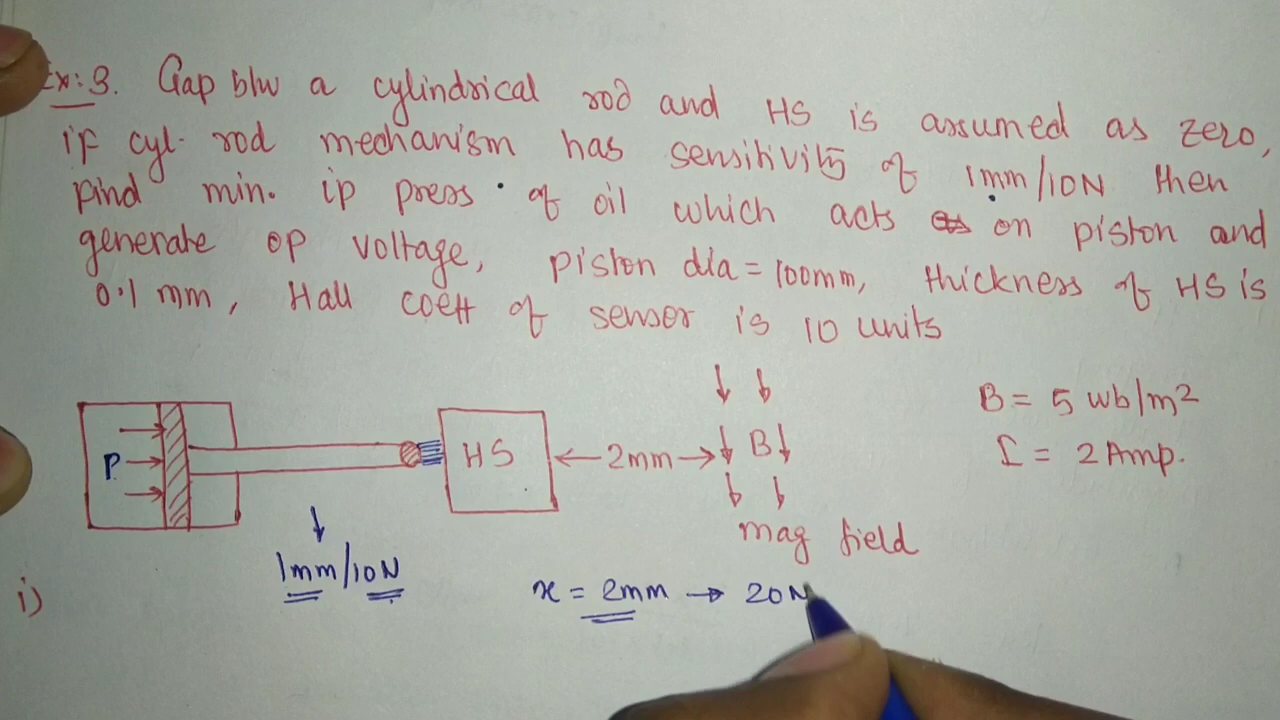 Ex:3. Gap b/w a cylindrical rod and HS is assumed as zero,
if cyl. rod mechanism has sensitivity of 1mm/10N then
find min. ip press. of oil which acts on piston and
generate op voltage, piston dia = 100mm, thickness of HS is
0.1 mm, Hall coeff of sensor is 10 units
B = 5 wb/m2
I = 2 Amp.
P
HS
2mm
B
mag field
1mm/10N
x = 2mm → 20N
i)